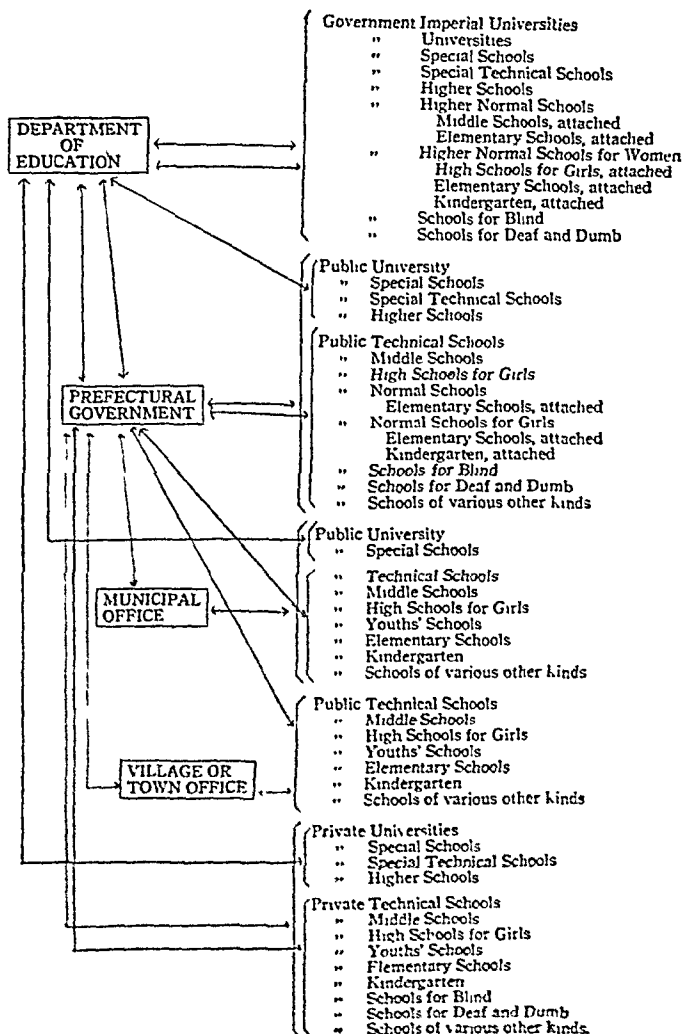 Government Imperial Universities
" Universities
" Special Schools
" Special Technical Schools
" Higher Schools
" Higher Normal Schools
Middle Schools, attached
Elementary Schools, attached
" Higher Normal Schools for Women
High Schools for Girls, attached
Elementary Schools, attached
Kindergarten, attached
" Schools for Blind
" Schools for Deaf and Dumb
DEPARTMENT
OF
EDUCATION
Public University
" Special Schools
" Special Technical Schools
" Higher Schools
Public Technical Schools
" Middle Schools
" High Schools for Girls
" Normal Schools
Elementary Schools, attached
" Normal Schools for Girls
Elementary Schools, attached
Kindergarten, attached
" Schools for Blind
" Schools for Deaf and Dumb
" Schools of various other kinds
PREFECTURAL
GOVERNMENT
Public University
" Special Schools
" Technical Schools
" Middle Schools
" High Schools for Girls
" Youths' Schools
" Elementary Schools
" Kindergarten
" Schools of various other kinds
MUNICIPAL
OFFICE
Public Technical Schools
" Middle Schools
" High Schools for Girls
" Youths' Schools
" Elementary Schools
" Kindergarten
" Schools of various other kinds
VILLAGE OR
TOWN OFFICE
Private Universities
" Special Schools
" Special Technical Schools
" Higher Schools
Private Technical Schools
" Middle Schools
" High Schools for Girls
" Youths' Schools
" Elementary Schools
" Kindergarten
" Schools for Blind
" Schools for Deaf and Dumb
" Schools of various other kinds.